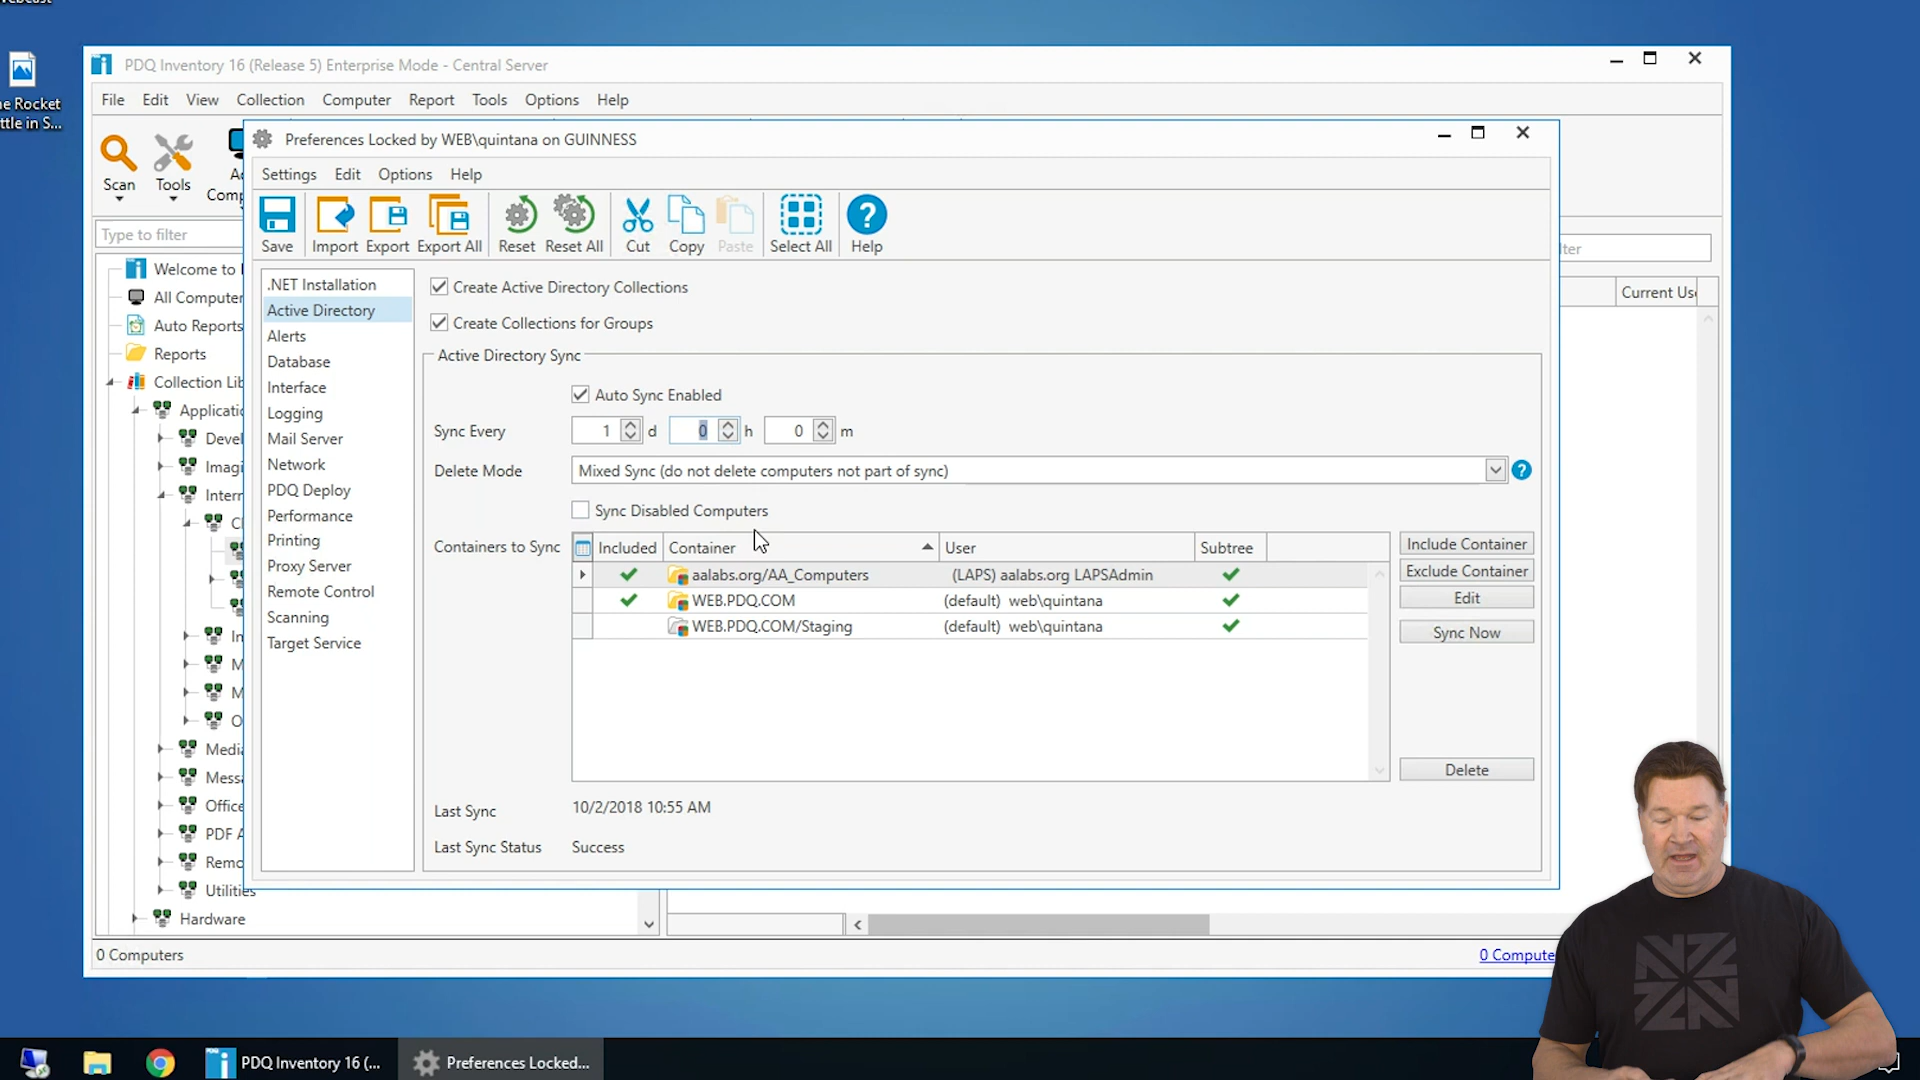 ne Rocket
ttle in S...
PDQ Inventory 16 (Release 5) Enterprise Mode - Central Server
File Edit View Collection Computer Report Tools Options Help
Scan
Tools
Preferences Locked by WEB\quintana on GUINNESS
Settings Edit Options Help
Save Import Export Export All Reset Reset All Cut Copy Paste Select All Help
Type to filter
Welcome to
All Computer
Auto Reports
Reports
Collection Lib
Applicatio
Devel
Imagi
Intern
Media
Messa
Office
PDF A
Remo
Utilities
Hardware
.NET Installation
Active Directory
Alerts
Database
Interface
Logging
Mail Server
Network
PDQ Deploy
Performance
Printing
Proxy Server
Remote Control
Scanning
Target Service
Create Active Directory Collections
Create Collections for Groups
Active Directory Sync
Auto Sync Enabled
Sync Every 1 d 0 h 0 m
Delete Mode Mixed Sync (do not delete computers not part of sync)
Sync Disabled Computers
Containers to Sync
Included Container User Subtree
aalabs.org/AA_Computers (LAPS) aalabs.org LAPSAdmin
WEB.PDQ.COM (default) web\quintana
WEB.PDQ.COM/Staging (default) web\quintana
Include Container
Exclude Container
Edit
Sync Now
Delete
Last Sync 10/2/2018 10:55 AM
Last Sync Status Success
Current Use
0 Computers
0 Compute
PDQ Inventory 16 (...
Preferences Locked...